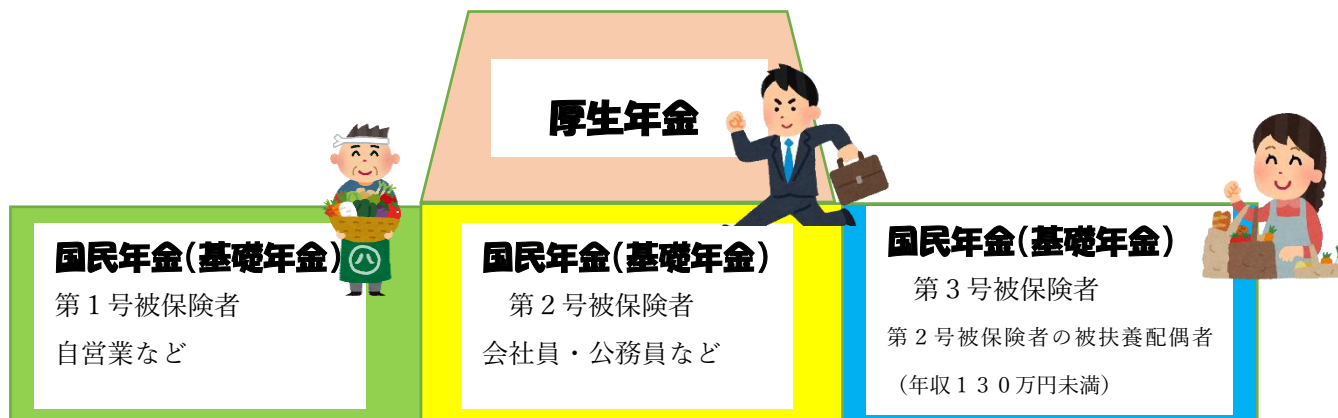 厚生年金
国民年金(基礎年金)
第１号被保険者
自営業など
八
国民年金(基礎年金)
第２号被保険者
会社員・公務員など
国民年金(基礎年金)
第３号被保険者
第２号被保険者の被扶養配偶者
（年収１３０万円未満）